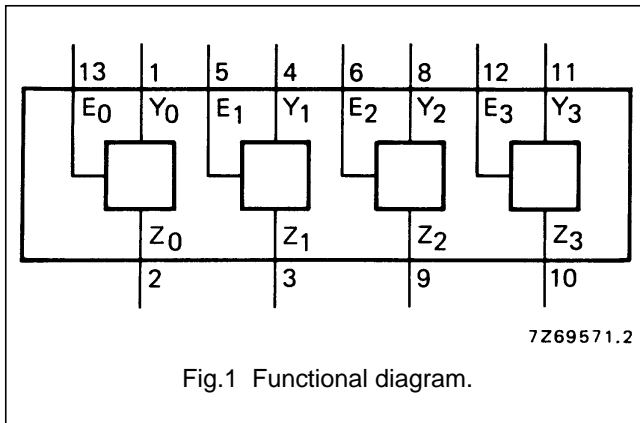 13 1 5 4 6 8 12 11
E0 Y0 E1 Y1 E2 Y2 E3 Y3
Z0 Z1 Z2 Z3
2 3 9 10
7Z69571.2
Fig.1 Functional diagram.